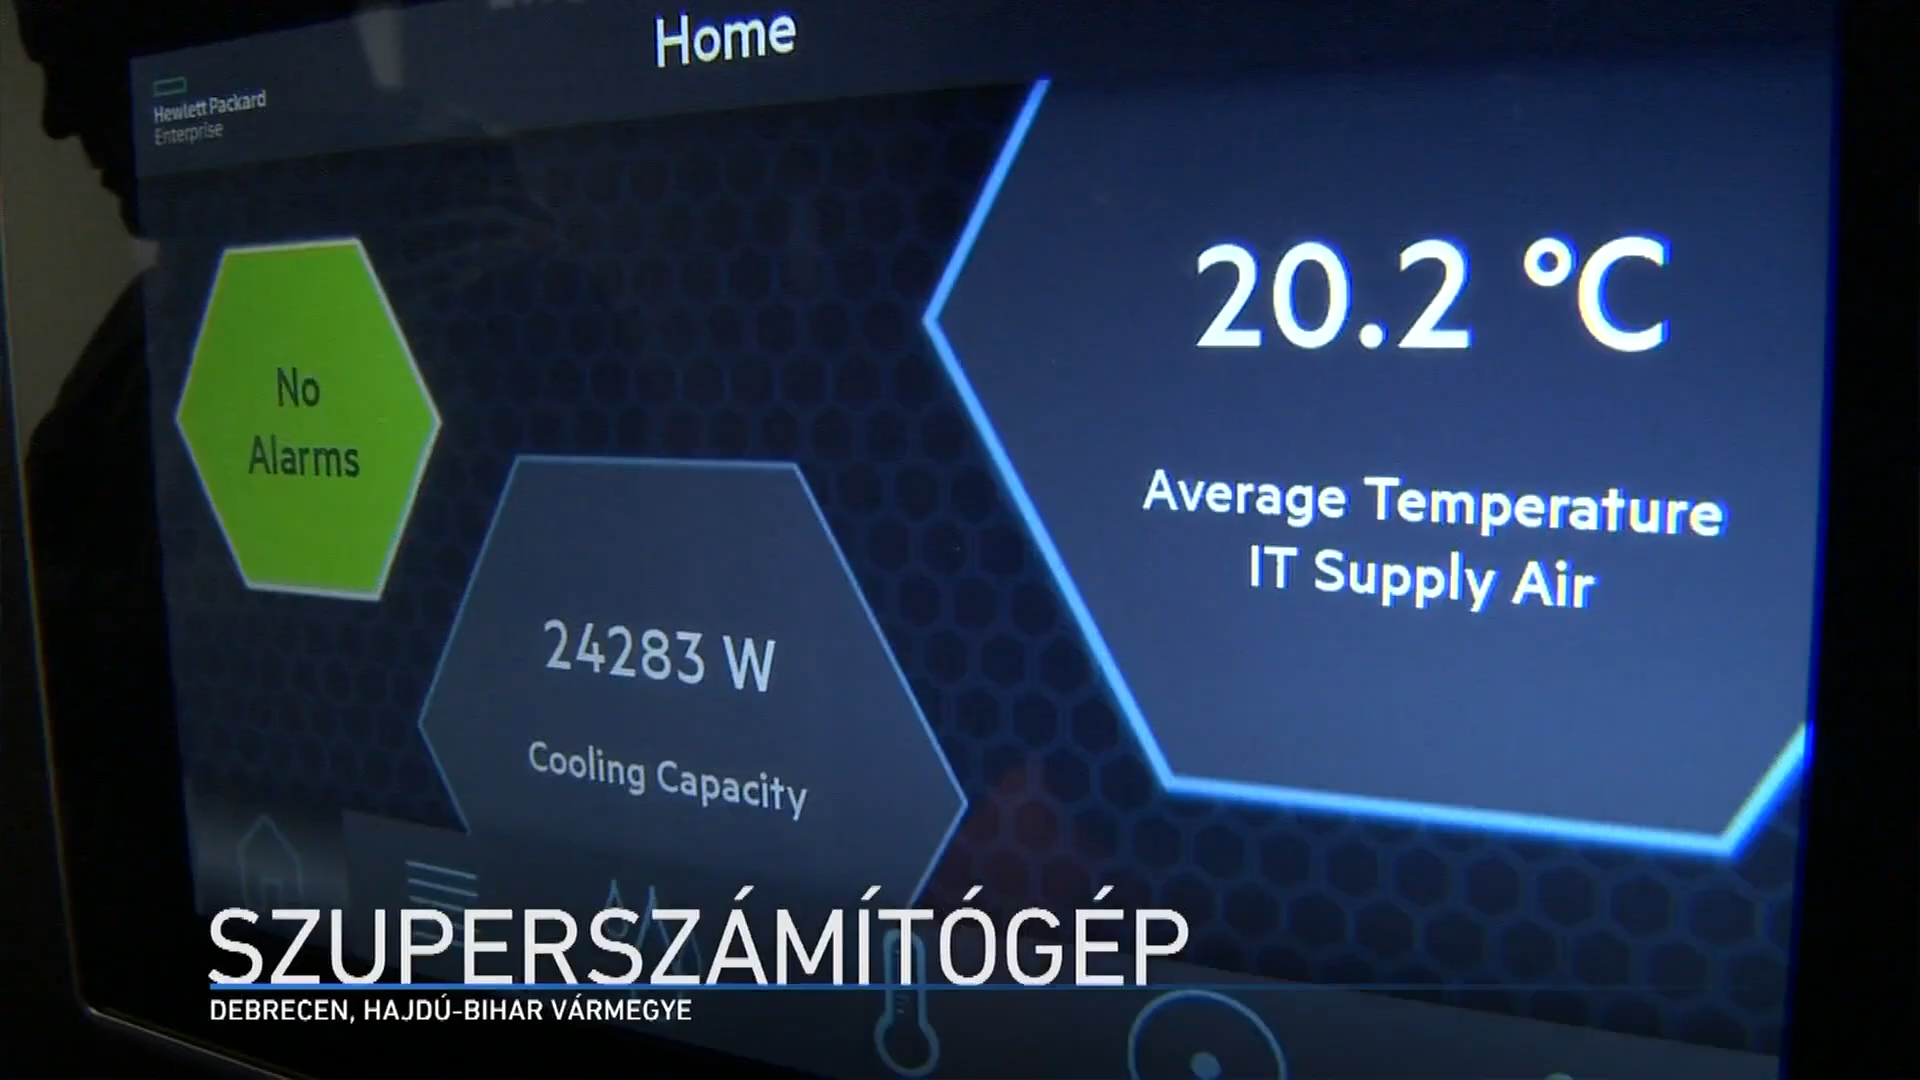 Home
Hewlett Packard
Enterprise
20.2 °C
Average Temperature
IT Supply Air
No
Alarms
24283 W
Cooling Capacity
SZUPERSZÁMÍTÓGÉP
DEBRECEN, HAJDÚ-BIHAR VÁRMEGYE